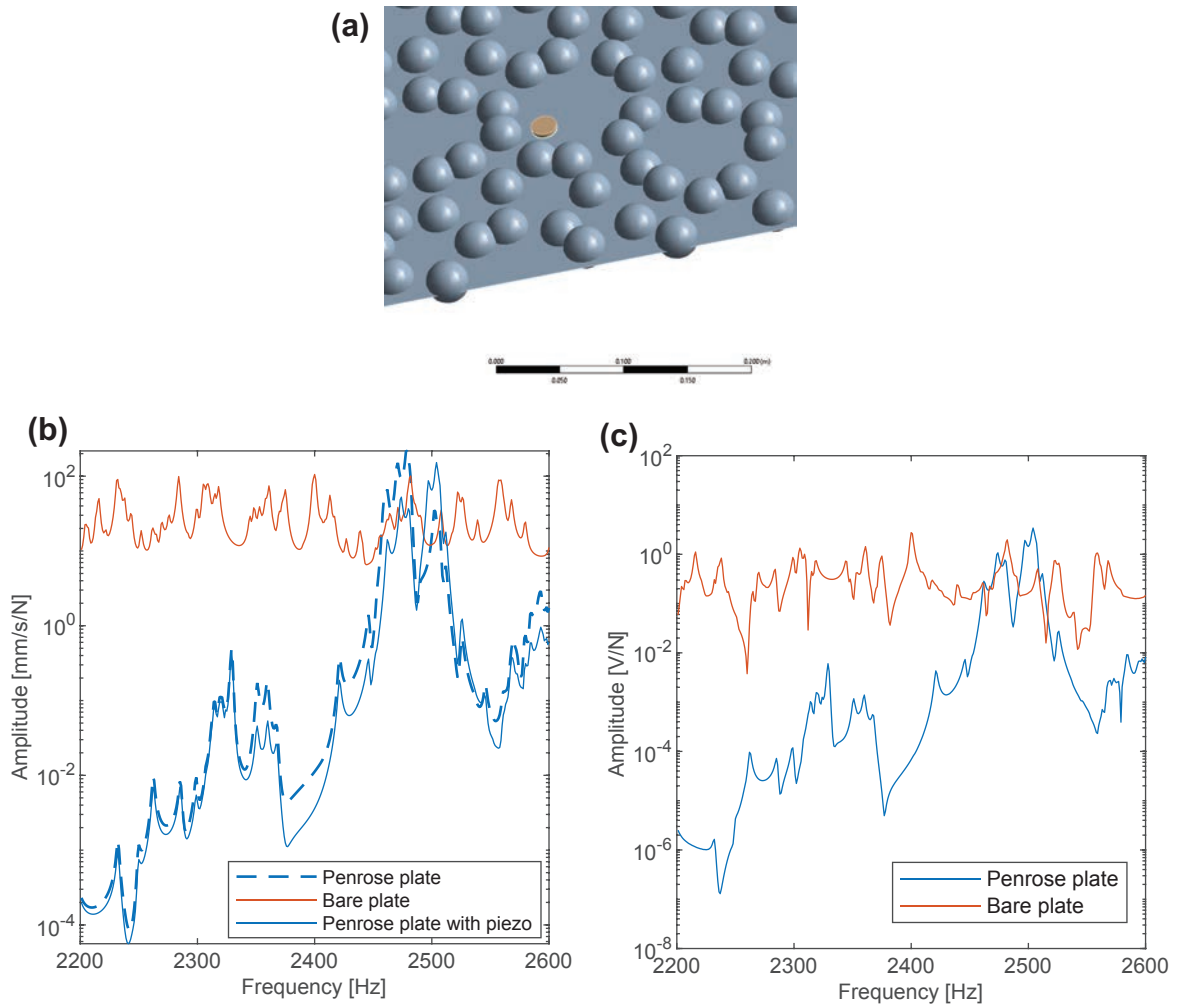 (a)
0.000 0.100 0.200 (m)
0.050 0.150
(b)
Amplitude [mm/s/N]
10^2
10^0
10^-2
10^-4
2200 2300 2400 2500 2600
Frequency [Hz]
Penrose plate
Bare plate
Penrose plate with piezo
(c)
Amplitude [V/N]
10^2
10^0
10^-2
10^-4
10^-6
10^-8
2200 2300 2400 2500 2600
Frequency [Hz]
Penrose plate
Bare plate